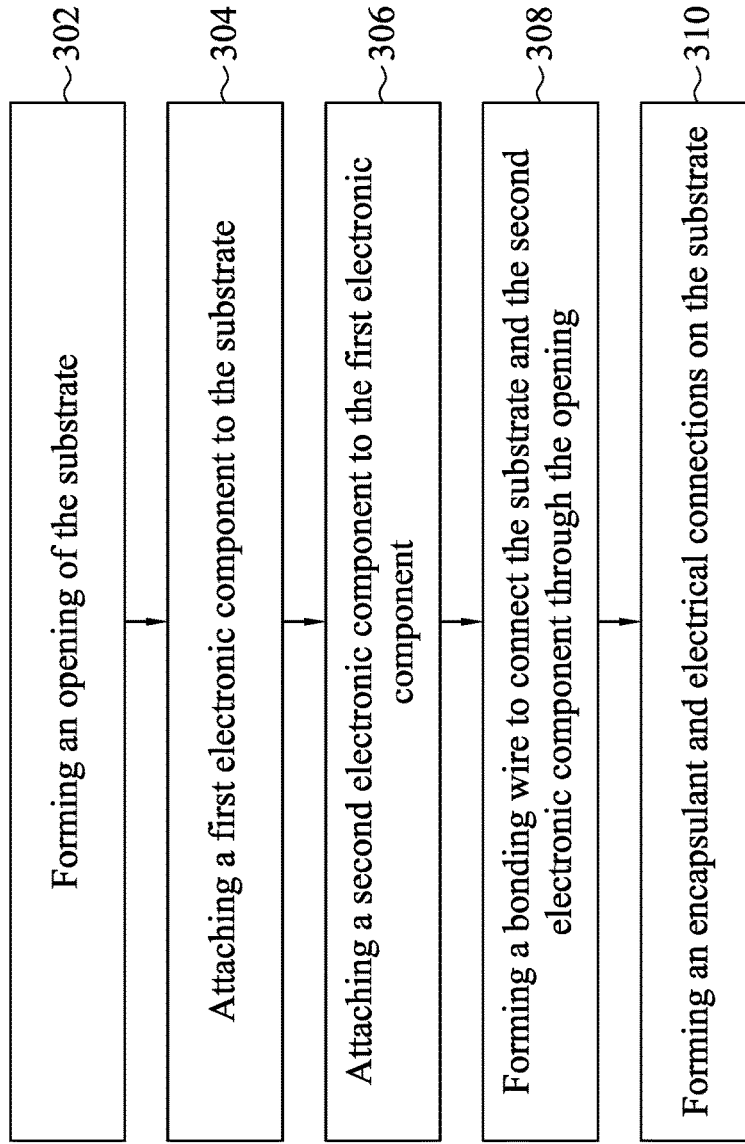 Forming an opening of the substrate
302
Attaching a first electronic component to the substrate
304
Attaching a second electronic component to the first electronic
component
306
Forming a bonding wire to connect the substrate and the second
electronic component through the opening
308
Forming an encapsulant and electrical connections on the substrate
310